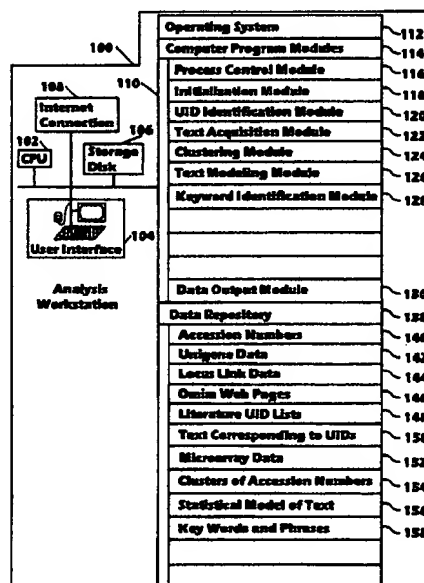 100
110
108
Internet
Connection
102
CPU
106
Storage
Disk
104
User Interface
Analysis
Workstation
Operating System 112
Computer Program Modules 114
Process Control Module 116
Initialization Module 118
UID Identification Module 120
Text Acquisition Module 122
Clustering Module 124
Text Modeling Module 126
Keyword Identification Module 128
Data Output Module 136
Data Repository 138
Accession Numbers 140
Unigene Data 142
Locus Link Data 144
Omim Web Pages 146
Literature UID Lists 148
Text Corresponding to UIDs 150
Microarray Data 152
Clusters of Accession Numbers 154
Statistical Model of Text 156
Key Words and Phrases 158